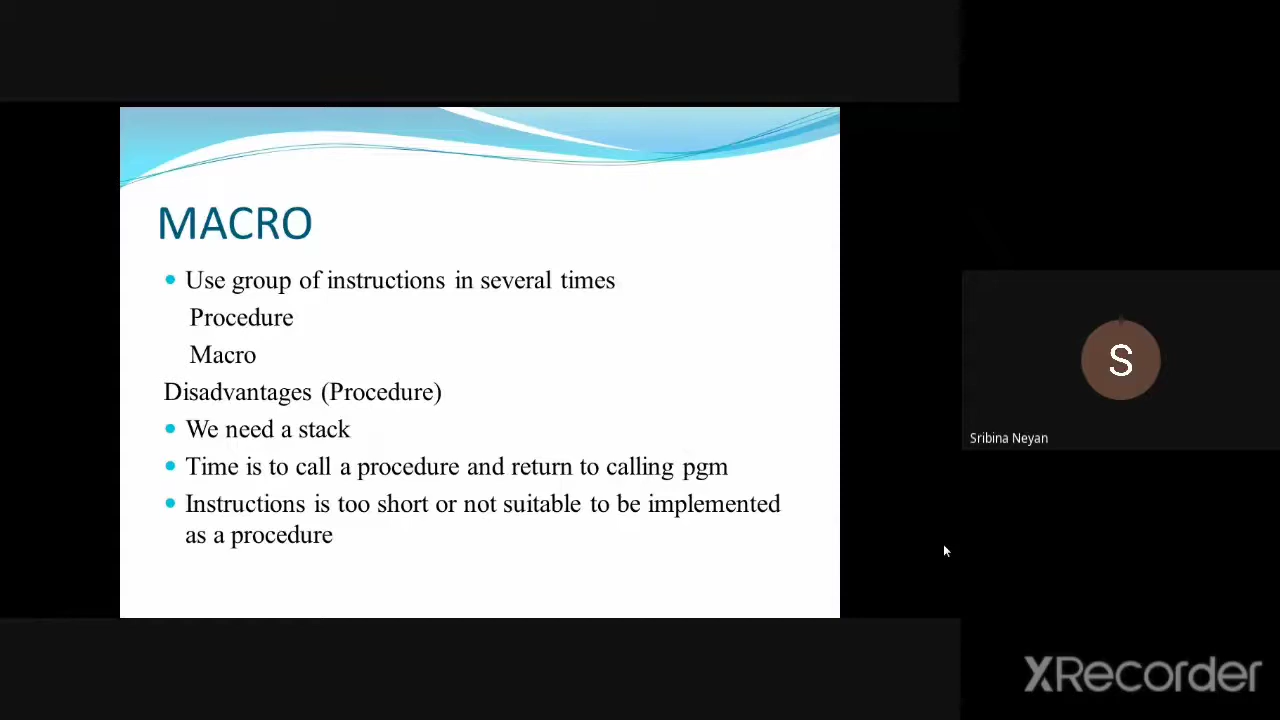 MACRO
Use group of instructions in several times
Procedure
Macro
Disadvantages (Procedure)
We need a stack
Time is to call a procedure and return to calling pgm
Instructions is too short or not suitable to be implemented
as a procedure
S
Sribina Neyan
XRecorder